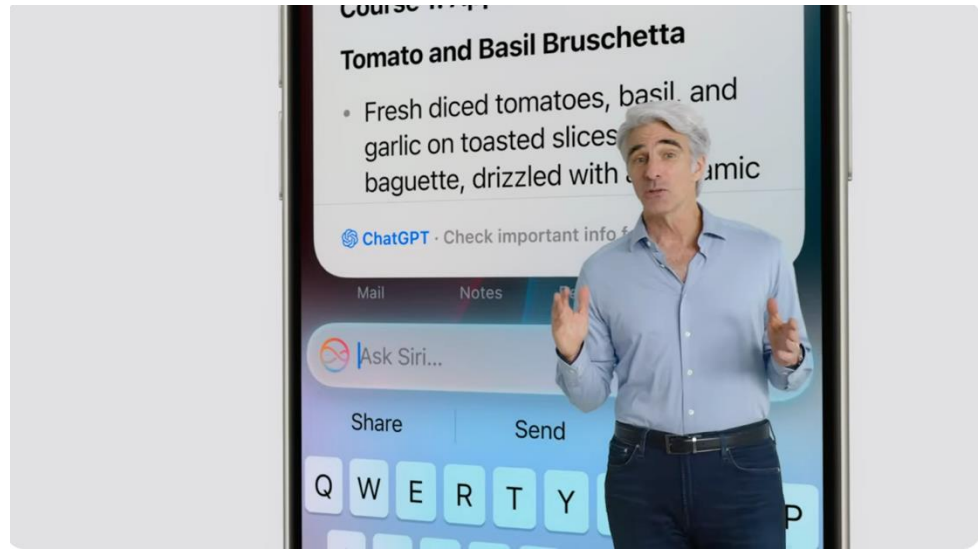 Tomato and Basil Bruschetta
• Fresh diced tomatoes, basil, and
garlic on toasted slices
baguette, drizzled with
ChatGPT · Check important info
Mail Notes
Ask Siri...
Share Send
Q W E R T Y P